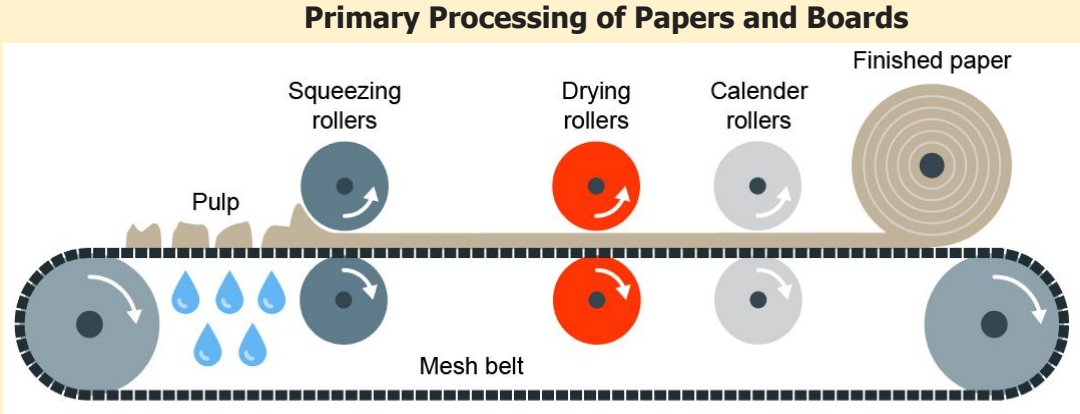 Primary Processing of Papers and Boards
Finished paper
Squeezing
rollers
Drying
rollers
Calender
rollers
Pulp
Mesh belt